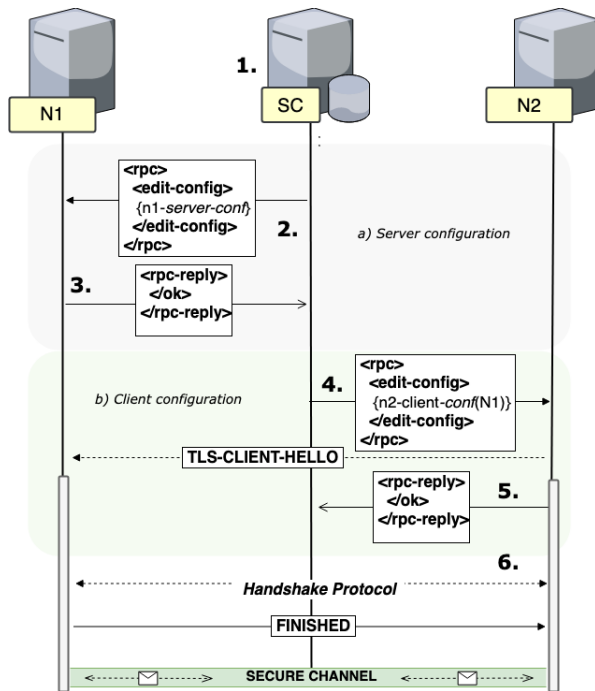 1.
N1
SC
N2
:
<rpc>
<edit-config>
{n1-server-conf}
</edit-config>
</rpc>
2.
a) Server configuration
3.
<rpc-reply>
</ok>
</rpc-reply>
b) Client configuration
4.
<rpc>
<edit-config>
{n2-client-conf(N1)}
</edit-config>
</rpc>
TLS-CLIENT-HELLO
<rpc-reply>
</ok>
</rpc-reply>
5.
6.
Handshake Protocol
FINISHED
SECURE CHANNEL